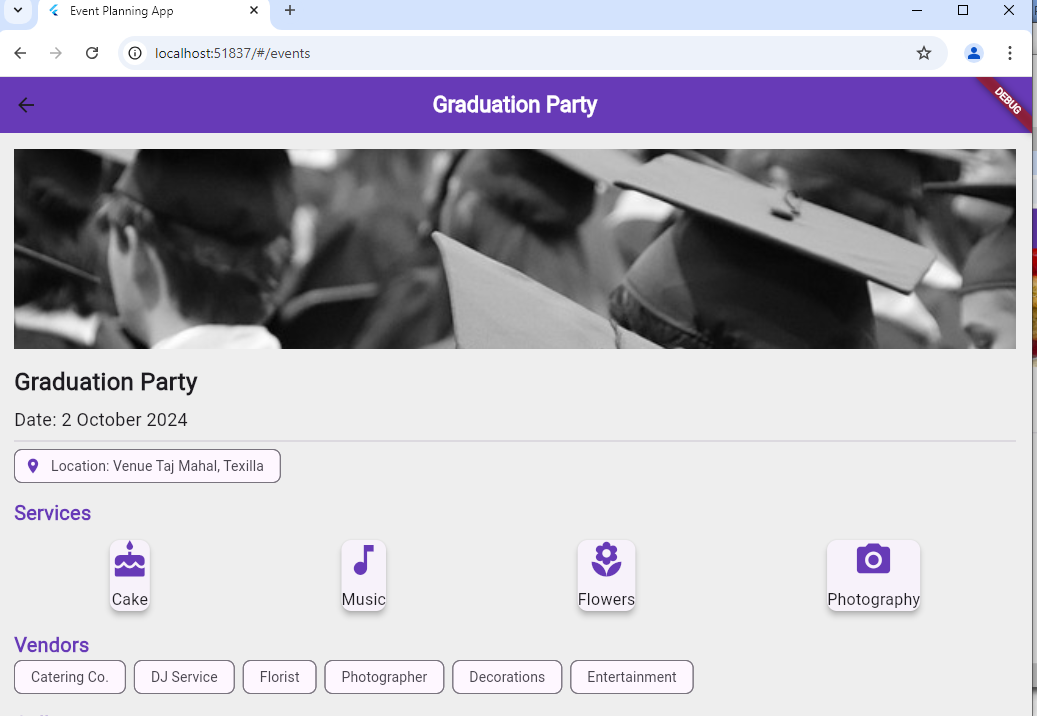 Event Planning App
localhost:51837/#/events
Graduation Party
DEBUG
Graduation Party
Date: 2 October 2024
Location: Venue Taj Mahal, Texilla
Services
Cake Music Flowers Photography
Vendors
Catering Co. DJ Service Florist Photographer Decorations Entertainment